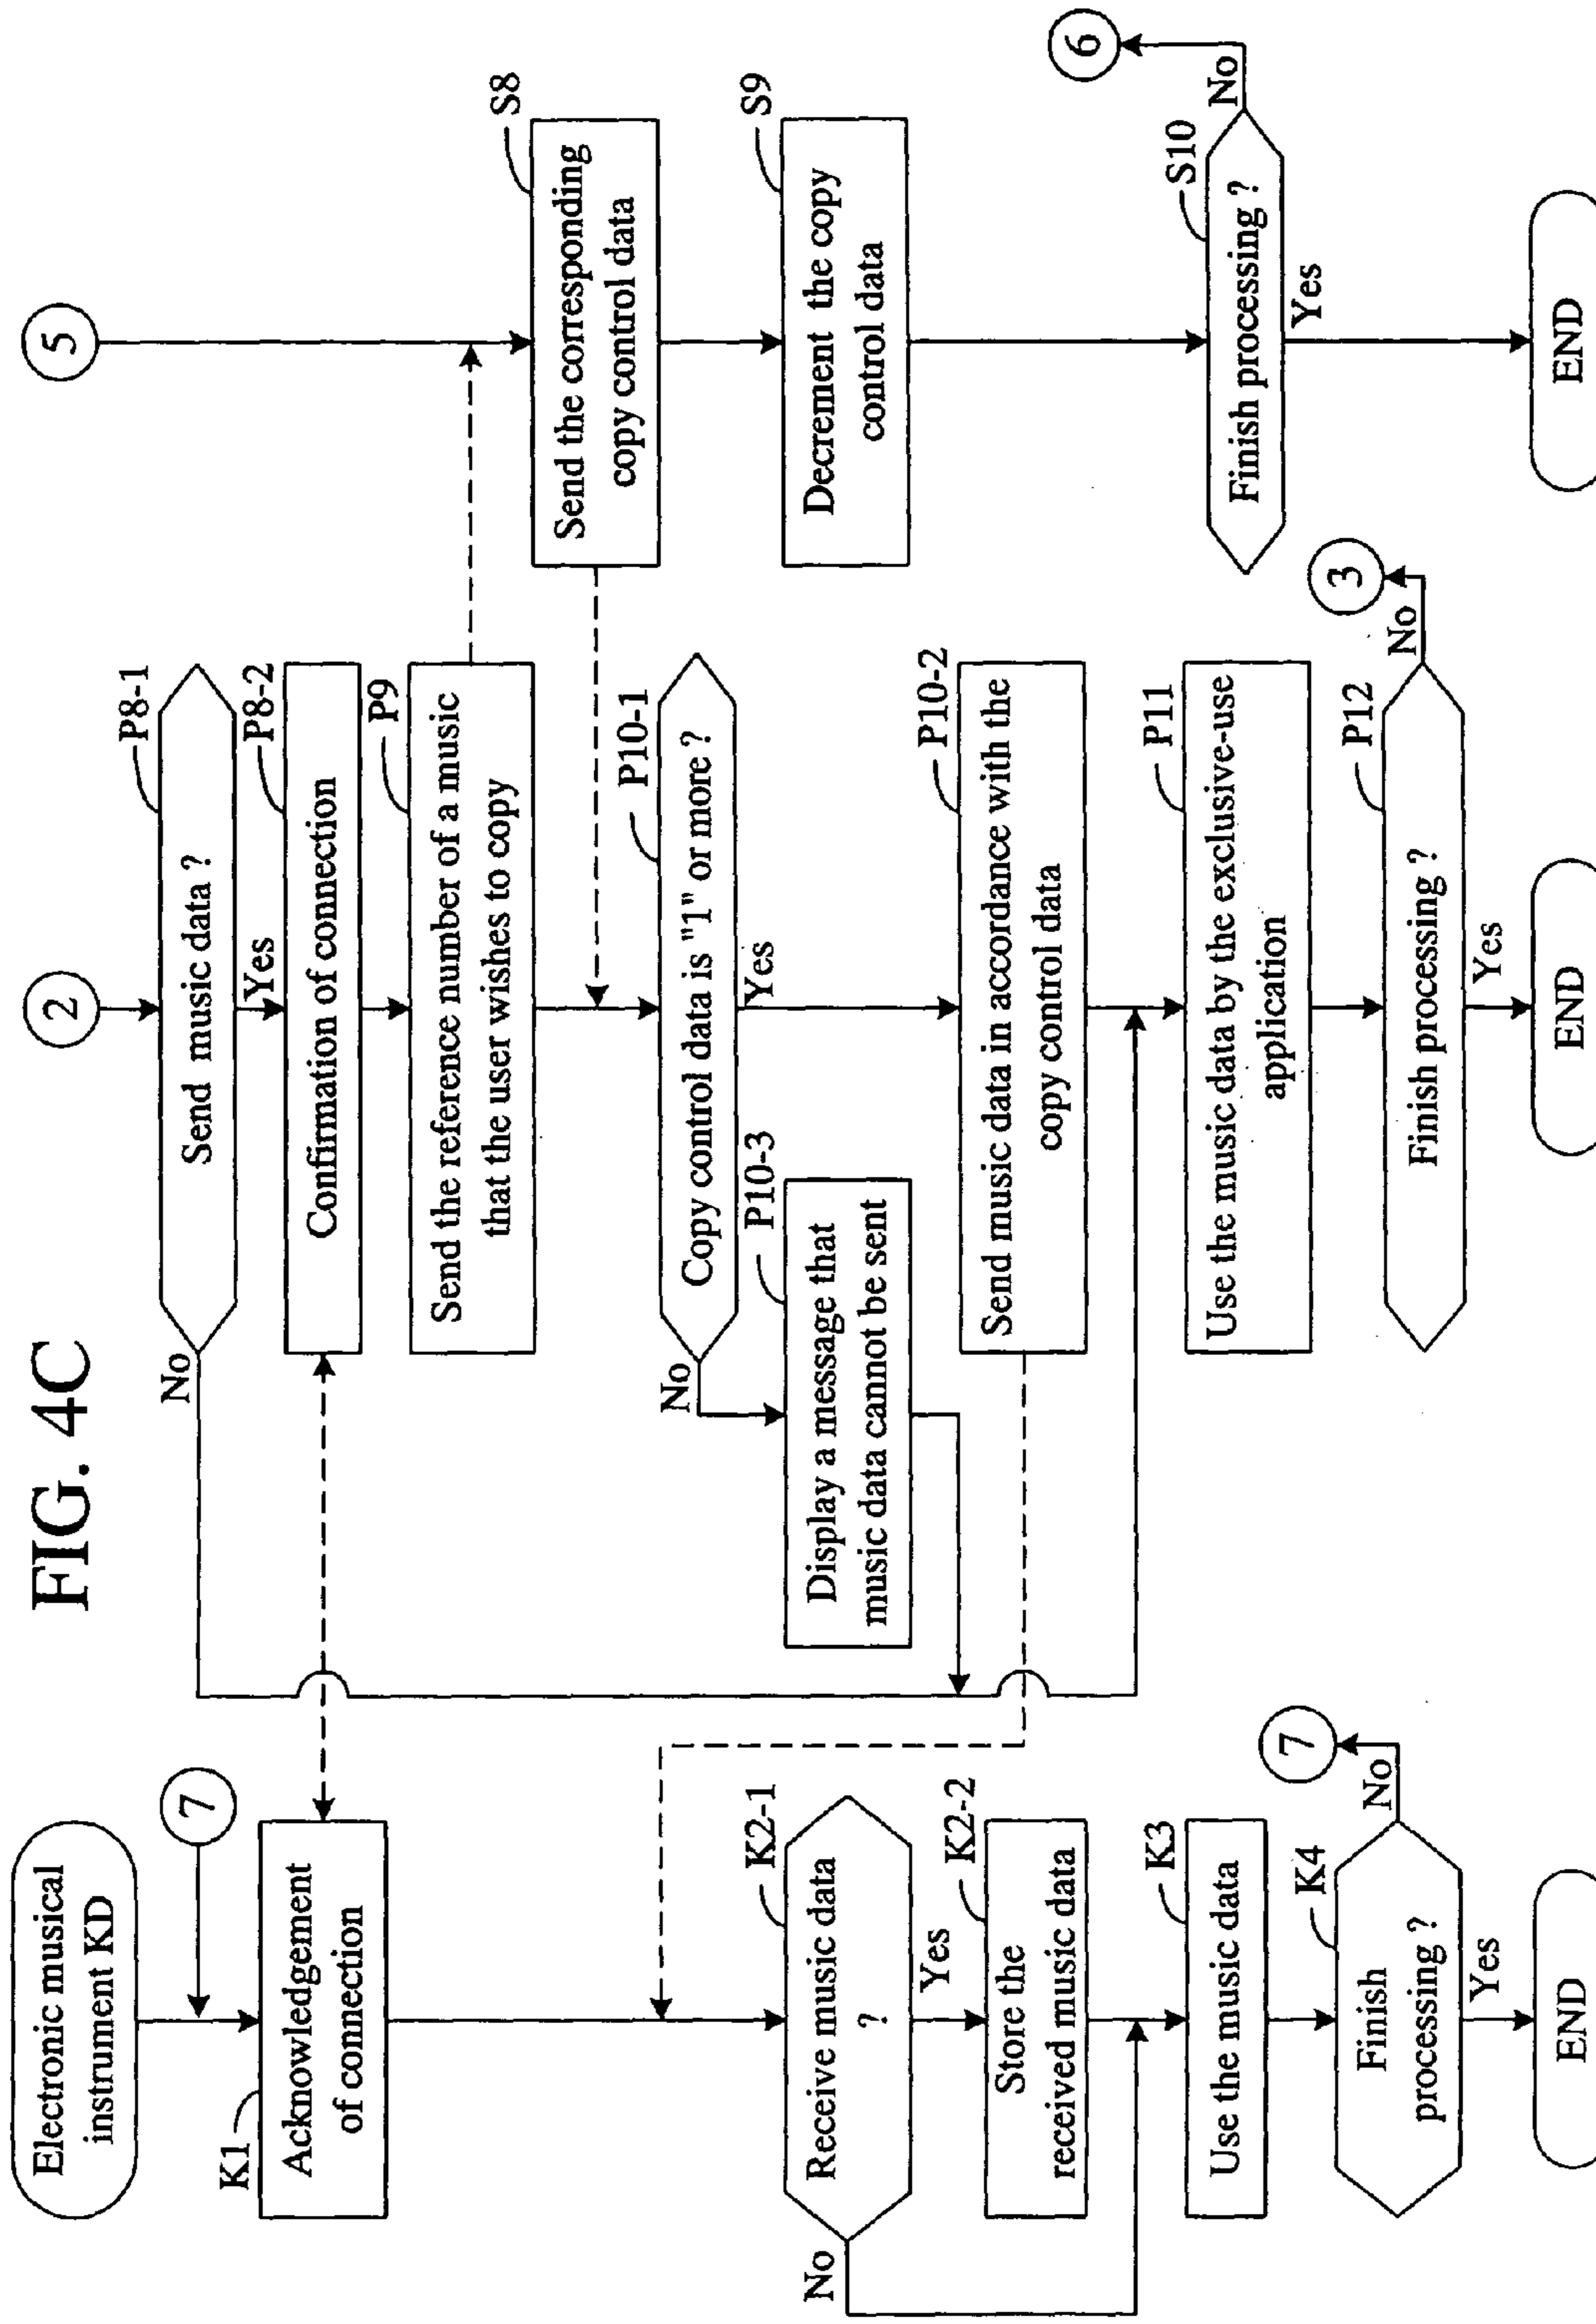 FIG. 4C
Electronic musical
instrument KD
7
K1
Acknowledgement
of connection
K2-1
Receive music data
?
No
Yes
K2-2
Store the
received music data
K3
Use the music data
K4
Finish
processing ?
No
7
Yes
END
2
P8-1
Send music data ?
No
Yes
P8-2
Confirmation of connection
P9
Send the reference number of a music
that the user wishes to copy
P10-1
Copy control data is "1" or more ?
No
Yes
P10-3
Display a message that
music data cannot be sent
P10-2
Send music data in accordance with the
copy control data
P11
Use the music data by the exclusive-use
application
P12
Finish processing ?
No
3
Yes
END
5
S8
Send the corresponding
copy control data
S9
Decrement the copy
control data
S10
Finish processing ?
No
6
Yes
END